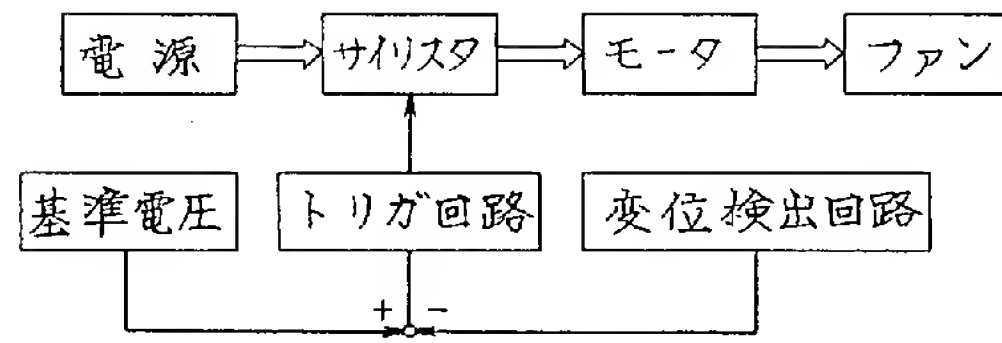 電源 サイリスタ モータ ファン
基準電圧 トリガ回路 変位検出回路
+ -